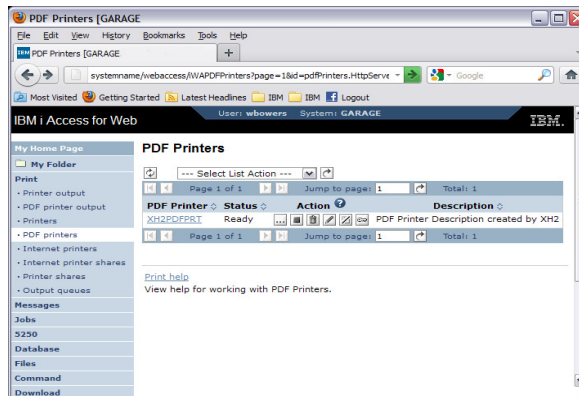 PDF Printers [GARAGE
File Edit View History Bookmarks Tools Help
IBM PDF Printers [GARAGE +
systemname/webaccess/iWAPDFPrinters?page=1&id=pdfPrinters.HttpServe Google
Most Visited Getting Started Latest Headlines IBM IBM Logout
IBM i Access for Web User: wbowers System: GARAGE IBM.
My Home Page
My Folder
Print
• Printer output
• PDF printer output
• Printers
• PDF printers
• Internet printers
• Internet printer shares
• Printer shares
• Output queues
Messages
Jobs
5250
Database
Files
Command
Download
PDF Printers
--- Select List Action ---
Page 1 of 1 Jump to page: 1 Total: 1
PDF Printer Status Action ? Description
XH2PDFPRT Ready ... PDF Printer Description created by XH2
Page 1 of 1 Jump to page: 1 Total: 1
Print help
View help for working with PDF Printers.